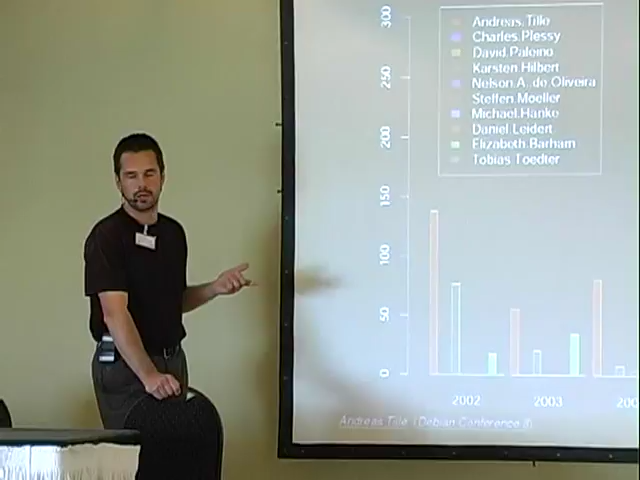 300
250
200
150
100
50
0
Andreas.Tille
Charles.Plessy
David.Paleino
Karsten.Hilbert
Nelson.A..de.Oliveira
Steffen.Moeller
Michael.Hanke
Daniel.Leidert
Elizabeth.Barham
Tobias.Toedter
2002 2003
Andreas Tille (Debian Conference 8)